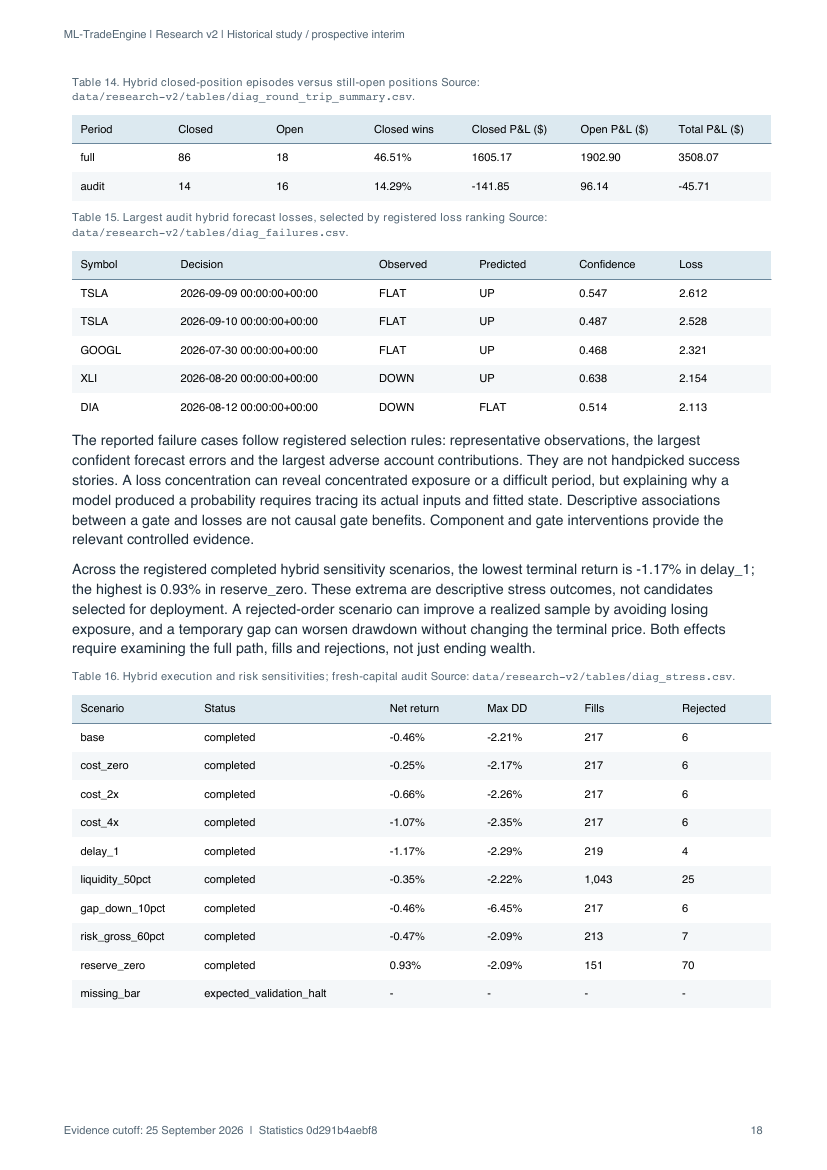 ML-TradeEngine | Research v2 | Historical study / prospective interim
Table 14. Hybrid closed-position episodes versus still-open positions Source:
data/research-v2/tables/diag_round_trip_summary.csv.
Period Closed Open Closed wins Closed P&L ($) Open P&L ($) Total P&L ($)
full 86 18 46.51% 1605.17 1902.90 3508.07
audit 14 16 14.29% -141.85 96.14 -45.71
Table 15. Largest audit hybrid forecast losses, selected by registered loss ranking Source:
data/research-v2/tables/diag_failures.csv.
Symbol Decision Observed Predicted Confidence Loss
TSLA 2026-09-09 00:00:00+00:00 FLAT UP 0.547 2.612
TSLA 2026-09-10 00:00:00+00:00 FLAT UP 0.487 2.528
GOOGL 2026-07-30 00:00:00+00:00 FLAT UP 0.468 2.321
XLI 2026-08-20 00:00:00+00:00 DOWN UP 0.638 2.154
DIA 2026-08-12 00:00:00+00:00 DOWN FLAT 0.514 2.113
The reported failure cases follow registered selection rules: representative observations, the largest
confident forecast errors and the largest adverse account contributions. They are not handpicked success
stories. A loss concentration can reveal concentrated exposure or a difficult period, but explaining why a
model produced a probability requires tracing its actual inputs and fitted state. Descriptive associations
between a gate and losses are not causal gate benefits. Component and gate interventions provide the
relevant controlled evidence.
Across the registered completed hybrid sensitivity scenarios, the lowest terminal return is -1.17% in delay_1;
the highest is 0.93% in reserve_zero. These extrema are descriptive stress outcomes, not candidates
selected for deployment. A rejected-order scenario can improve a realized sample by avoiding losing
exposure, and a temporary gap can worsen drawdown without changing the terminal price. Both effects
require examining the full path, fills and rejections, not just ending wealth.
Table 16. Hybrid execution and risk sensitivities; fresh-capital audit Source: data/research-v2/tables/diag_stress.csv.
Scenario Status Net return Max DD Fills Rejected
base completed -0.46% -2.21% 217 6
cost_zero completed -0.25% -2.17% 217 6
cost_2x completed -0.66% -2.26% 217 6
cost_4x completed -1.07% -2.35% 217 6
delay_1 completed -1.17% -2.29% 219 4
liquidity_50pct completed -0.35% -2.22% 1,043 25
gap_down_10pct completed -0.46% -6.45% 217 6
risk_gross_60pct completed -0.47% -2.09% 213 7
reserve_zero completed 0.93% -2.09% 151 70
missing_bar expected_validation_halt - - - -
Evidence cutoff: 25 September 2026 | Statistics 0d291b4aebf8 18